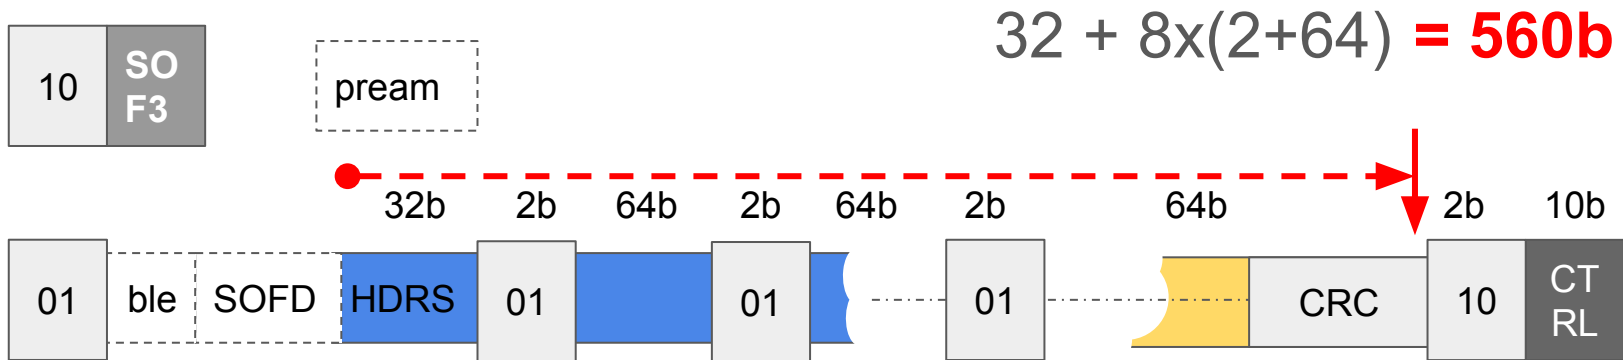 32 + 8x(2+64) = 560b
10 SO
F3
pream
32b 2b 64b 2b 64b 2b 64b 2b 10b
01 ble SOFD HDRS 01 01 01 CRC 10 CT
RL